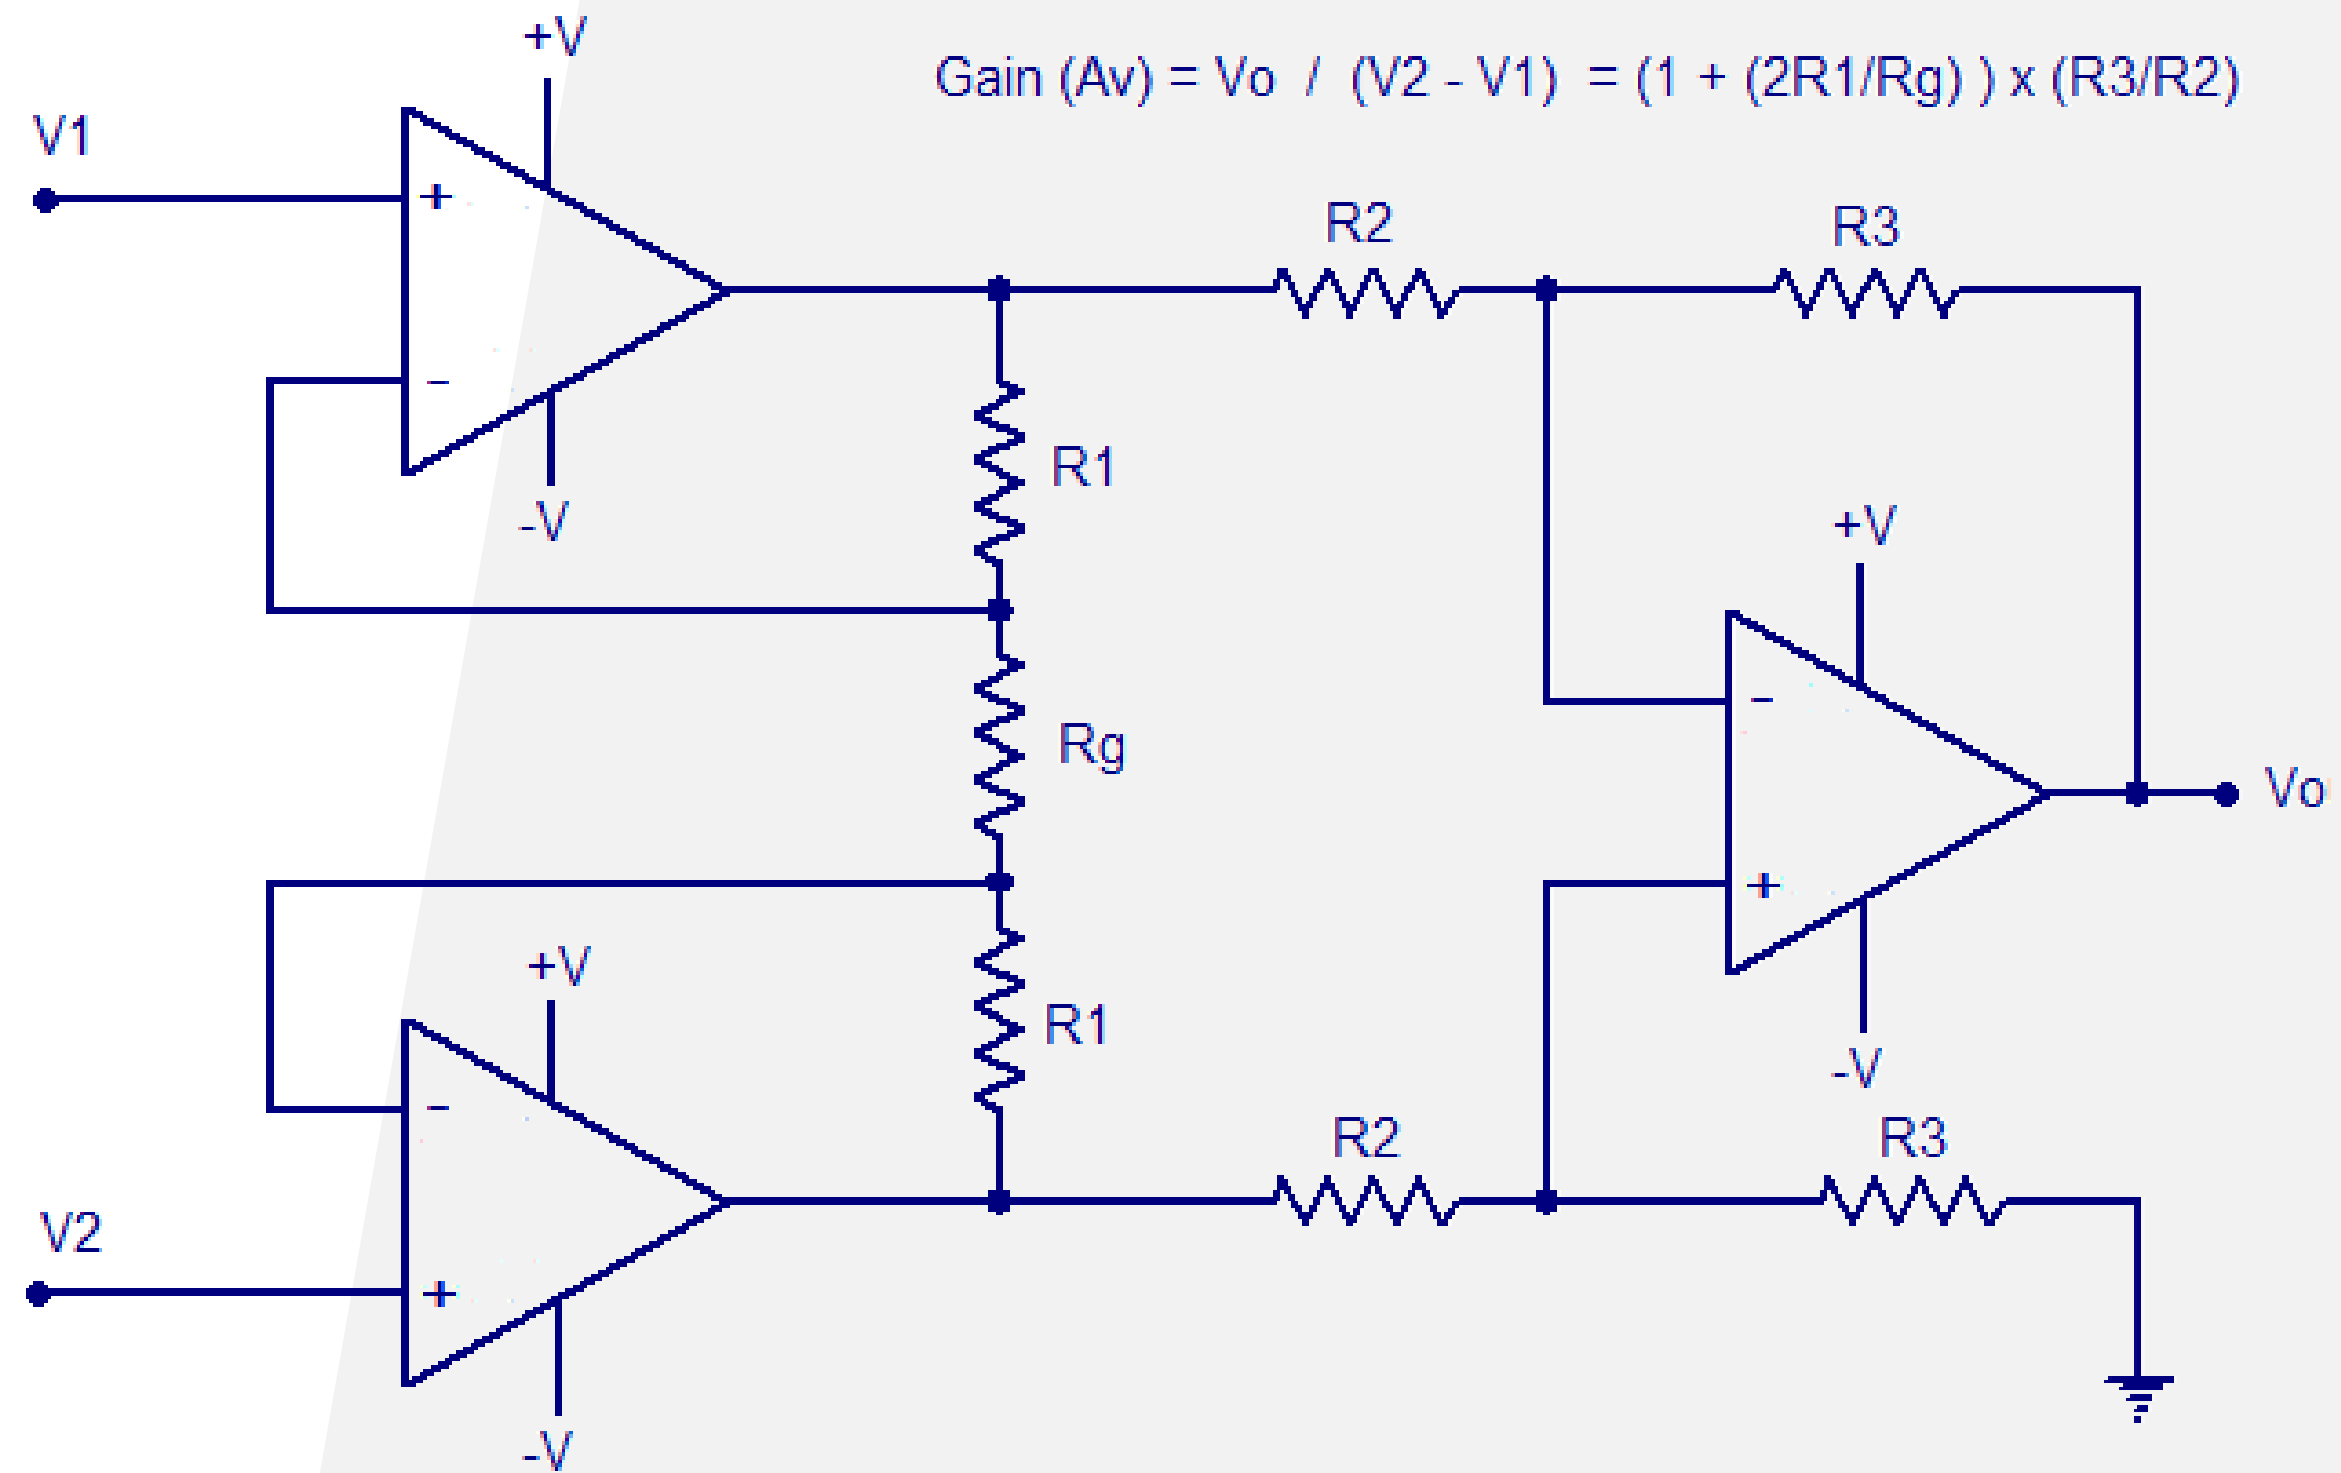 +V
Gain (Av) = Vo / (V2 - V1) = (1 + (2R1/Rg) ) x (R3/R2)
V1
+
R2
R3
-
R1
-V
+V
-
Rg
Vo
+
+V
R1
-V
-
R2
R3
V2
+
-V